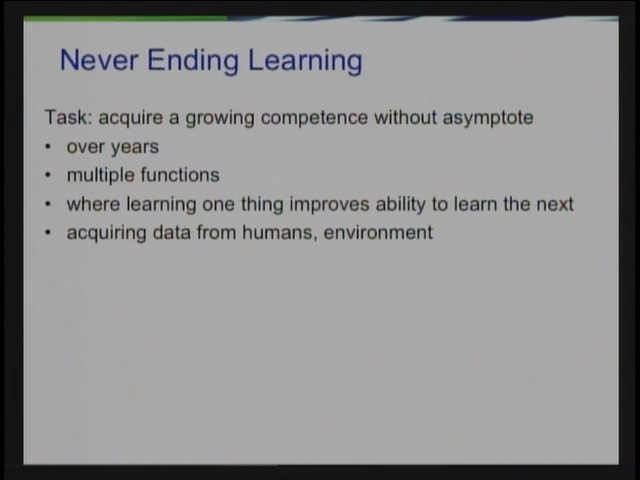 Never Ending Learning
Task: acquire a growing competence without asymptote
• over years
• multiple functions
• where learning one thing improves ability to learn the next
• acquiring data from humans, environment